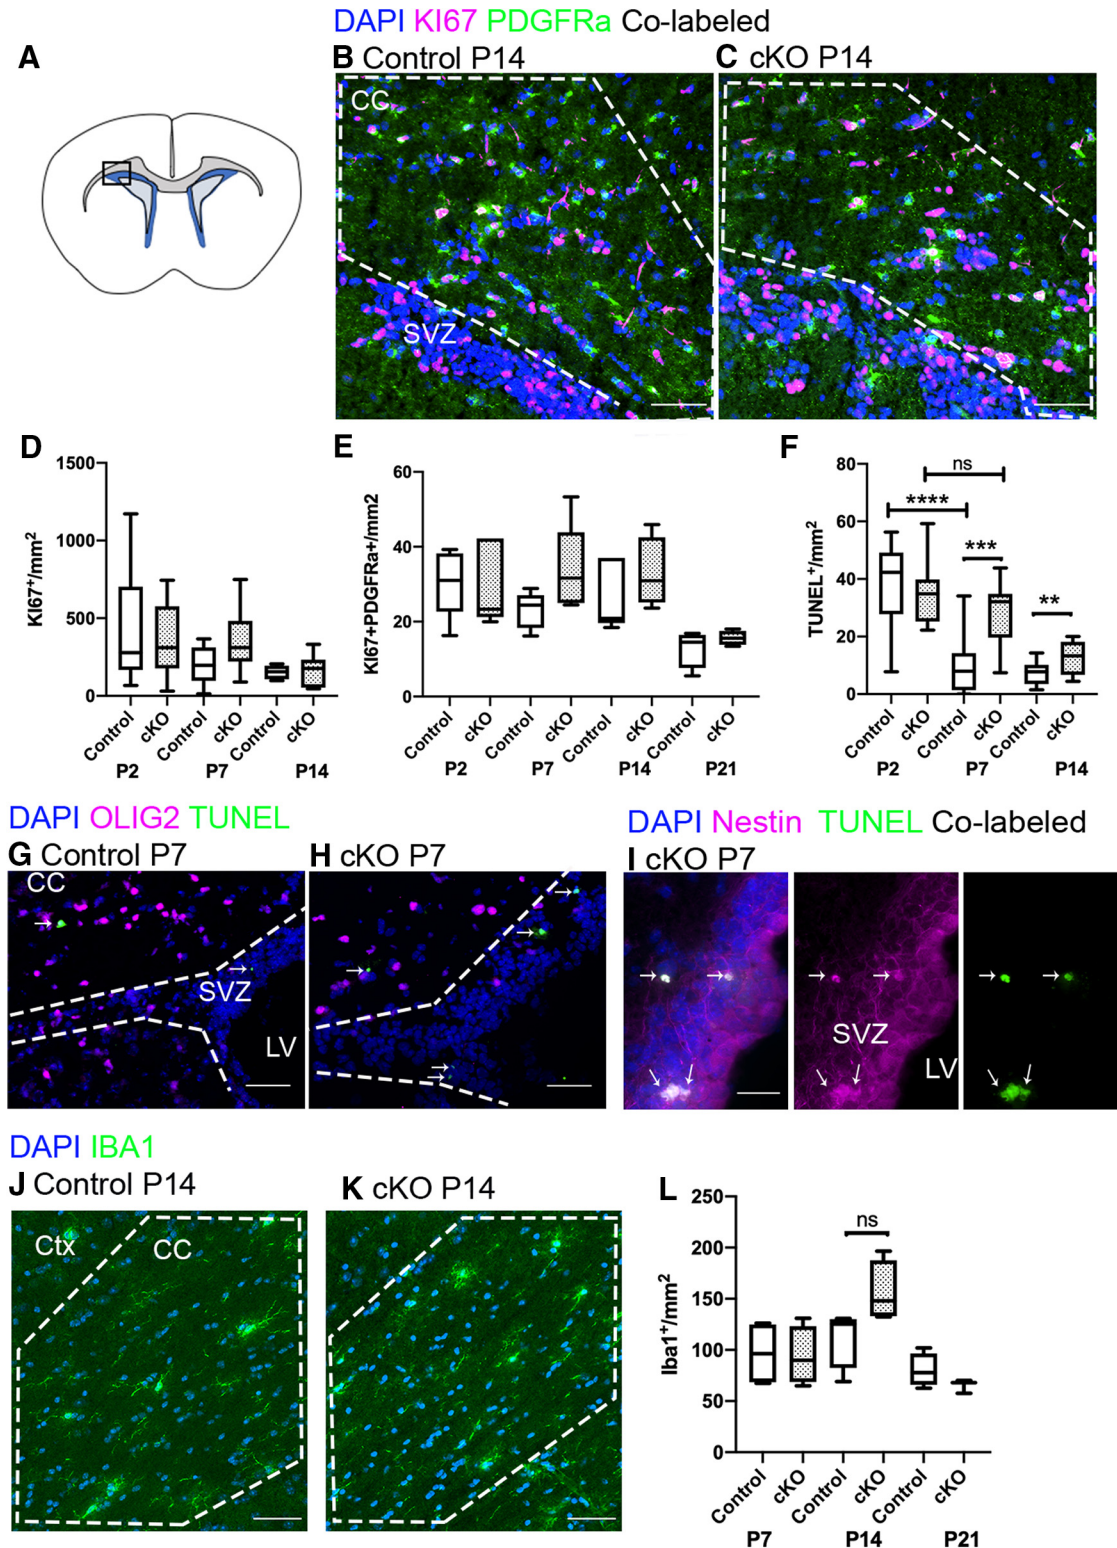 DAPI KI67 PDGFRa Co-labeled
A
B Control P14
C cKO P14
CC
SVZ
D
1500
1000
500
0
KI67+/mm2
Control
cKO
Control
cKO
Control
cKO
P2
P7
P14
E
60
40
20
0
KI67+PDGFRa+/mm2
Control
cKO
Control
cKO
Control
cKO
Control
cKO
P2
P7
P14
P21
F
80
60
40
20
0
TUNEL+/mm2
ns
****
***
**
Control
cKO
Control
cKO
Control
cKO
P2
P7
P14
DAPI OLIG2 TUNEL
G Control P7
H cKO P7
CC
SVZ
LV
DAPI Nestin TUNEL Co-labeled
I cKO P7
SVZ
LV
DAPI IBA1
J Control P14
K cKO P14
Ctx
CC
L
250
200
150
100
50
0
Iba1+/mm2
ns
Control
cKO
Control
cKO
Control
cKO
P7
P14
P21